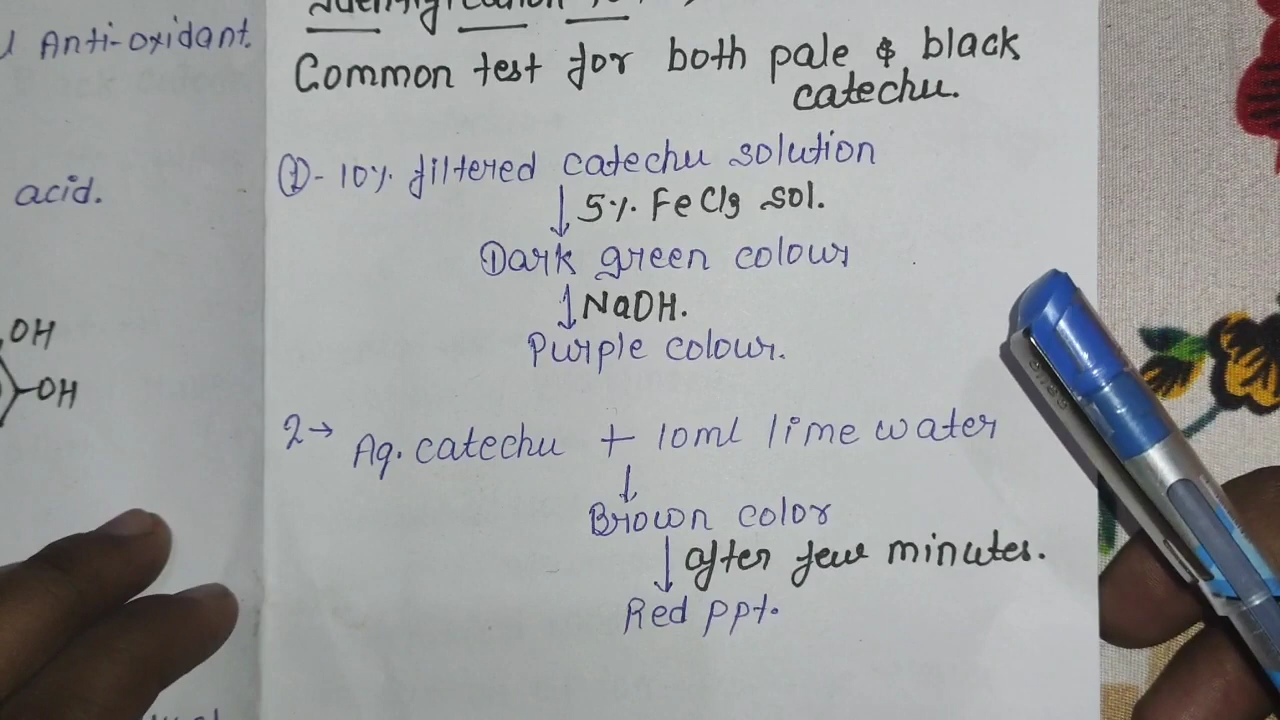 Anti-oxidant.
acid.
OH
OH
Common test for both pale & black
catechu.
①- 10% filtered catechu solution
↓ 5% FeCl3 sol.
Dark green colour
↓ NaOH.
Purple colour.
2→ Aq. catechu + 10ml lime water
↓
Brown color
↓ after few minutes.
Red ppt.